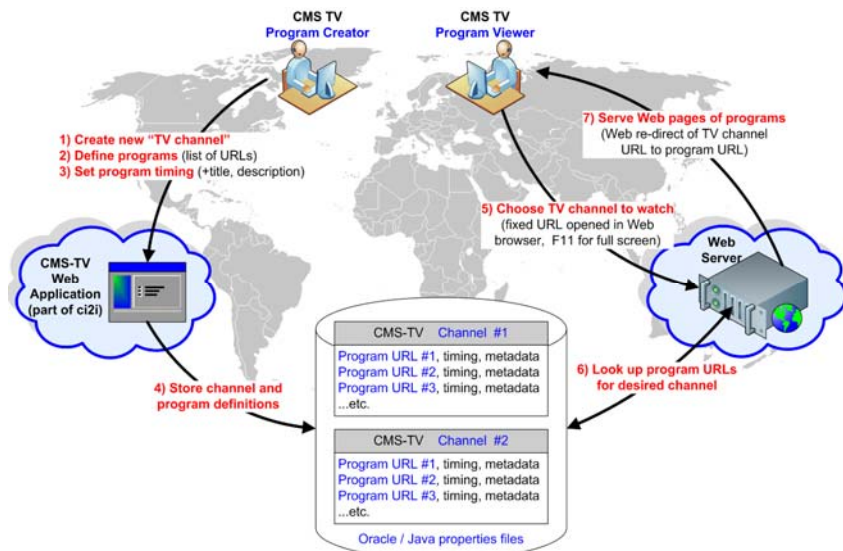 CMS TV
Program Creator
CMS TV
Program Viewer
1) Create new “TV channel”
2) Define programs (list of URLs)
3) Set program timing (+title, description)
7) Serve Web pages of programs
(Web re-direct of TV channel
URL to program URL)
5) Choose TV channel to watch
(fixed URL opened in Web
browser, F11 for full screen)
CMS-TV
Web
Application
(part of ci2i)
Web
Server
4) Store channel and
program definitions
6) Look up program URLs
for desired channel
CMS-TV Channel #1
Program URL #1, timing, metadata
Program URL #2, timing, metadata
Program URL #3, timing, metadata
...etc.
CMS-TV Channel #2
Program URL #1, timing, metadata
Program URL #2, timing, metadata
Program URL #3, timing, metadata
...etc.
Oracle / Java properties files